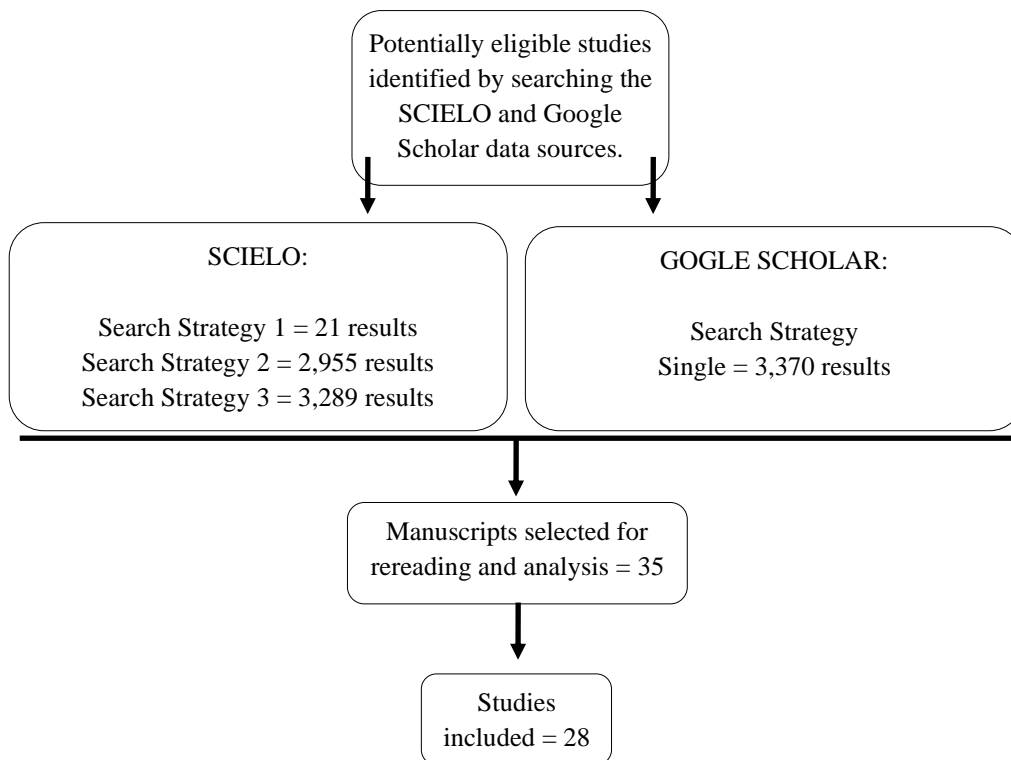 Potentially eligible studies
identified by searching the
SCIELO and Google
Scholar data sources.
SCIELO:
Search Strategy 1 = 21 results
Search Strategy 2 = 2,955 results
Search Strategy 3 = 3,289 results
GOGLE SCHOLAR:
Search Strategy
Single = 3,370 results
Manuscripts selected for
rereading and analysis = 35
Studies
included = 28